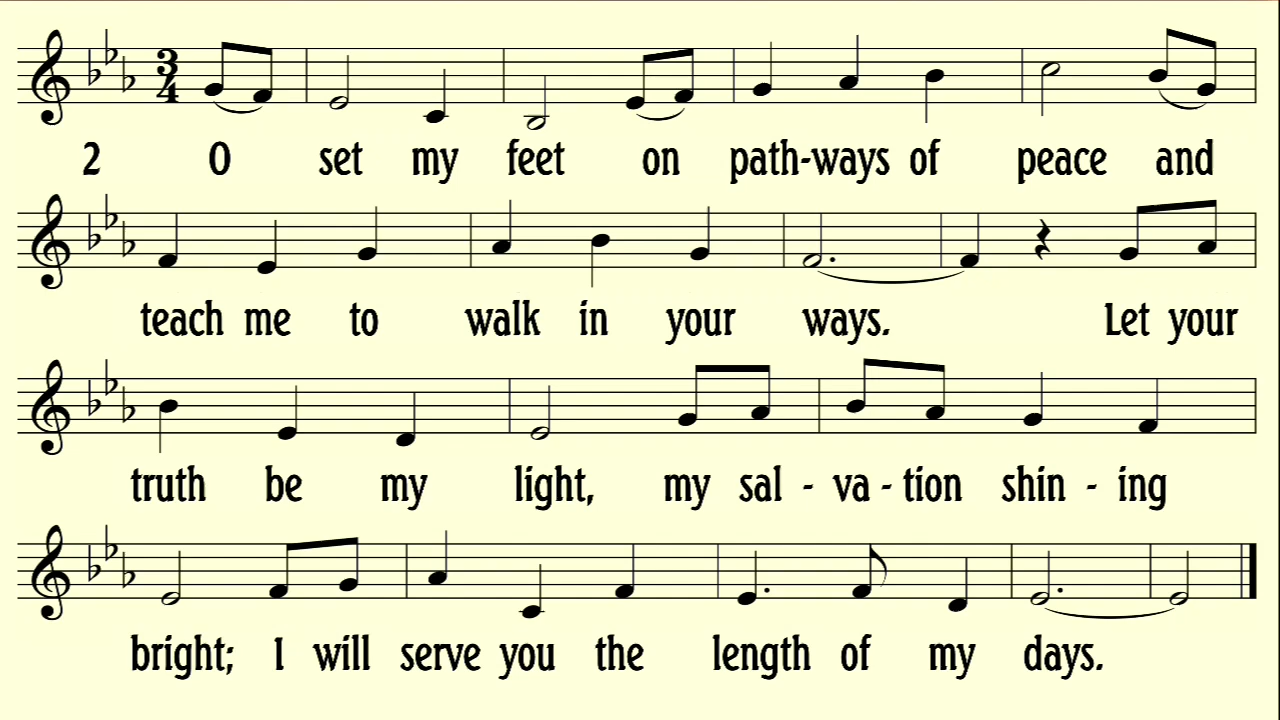 3
4
2 O set my feet on path-ways of peace and
teach me to walk in your ways. Let your
truth be my light, my sal - va - tion shin - ing
bright; I will serve you the length of my days.